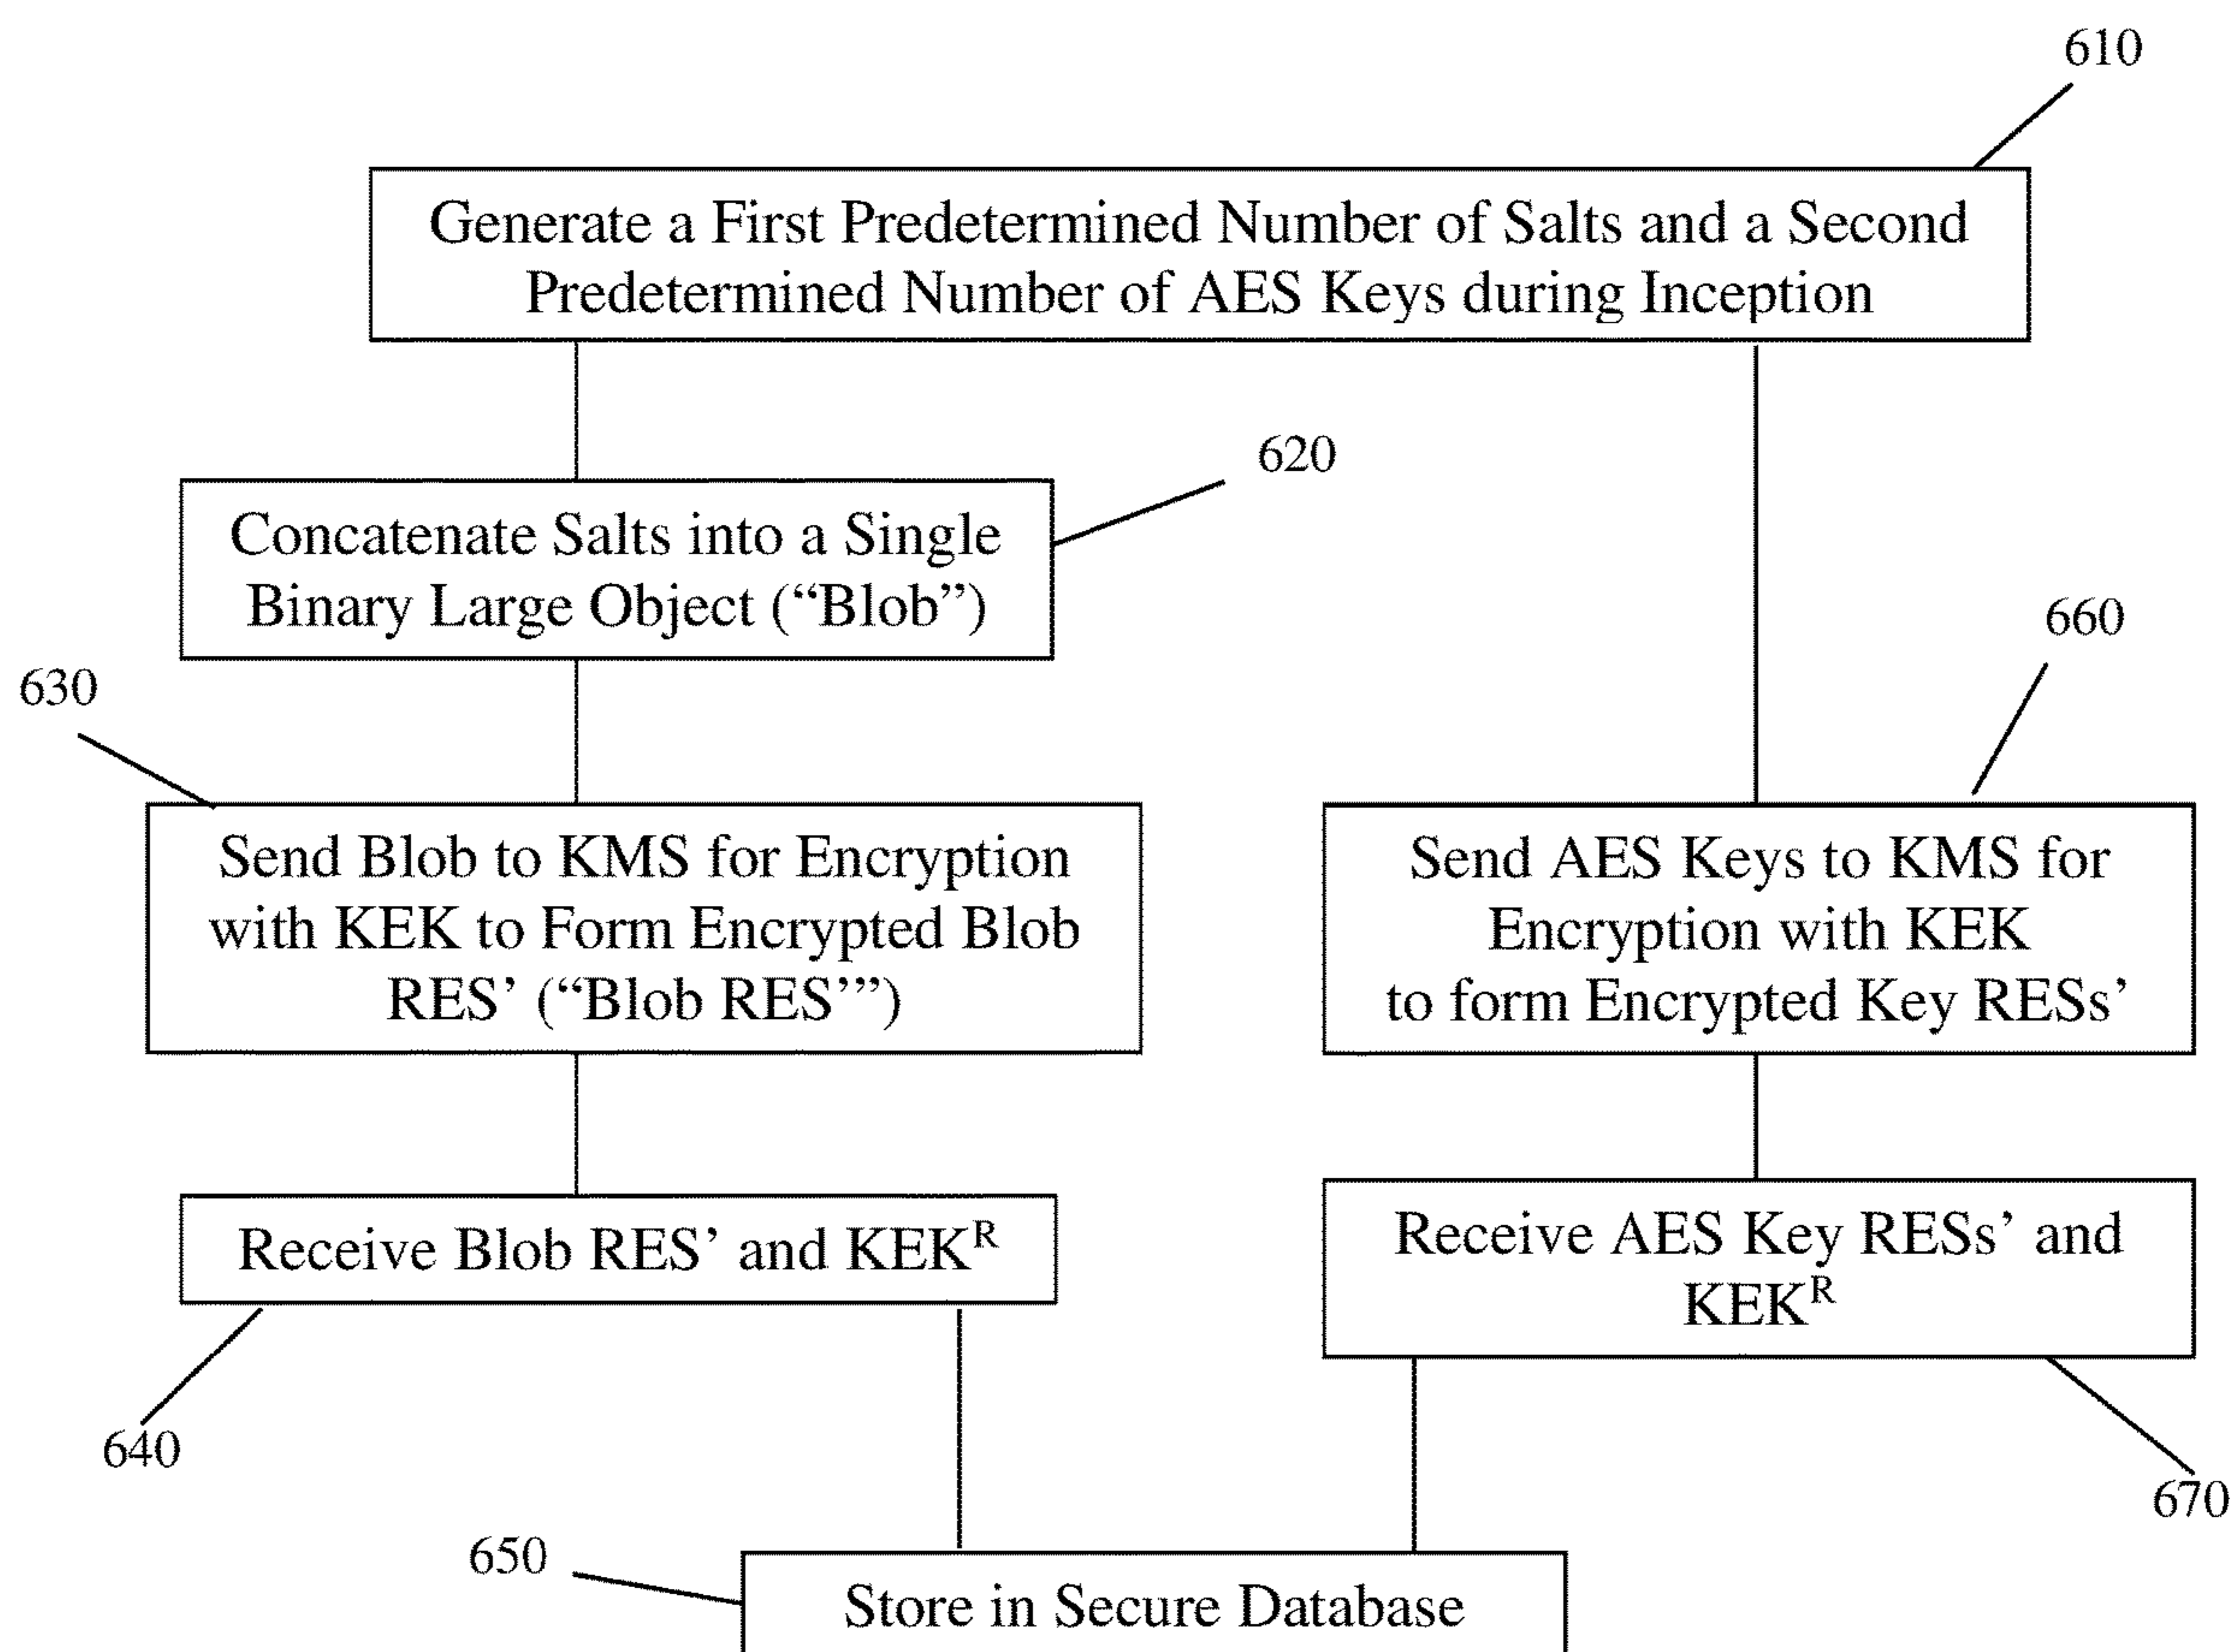 610
Generate a First Predetermined Number of Salts and a Second
Predetermined Number of AES Keys during Inception
620
Concatenate Salts into a Single
Binary Large Object (“Blob”)
630
Send Blob to KMS for Encryption
with KEK to Form Encrypted Blob
RES’ (“Blob RES’”)
660
Send AES Keys to KMS for
Encryption with KEK
to form Encrypted Key RESs’
Receive Blob RES’ and KEKᴿ
640
Receive AES Key RESs’ and
KEKᴿ
670
650
Store in Secure Database